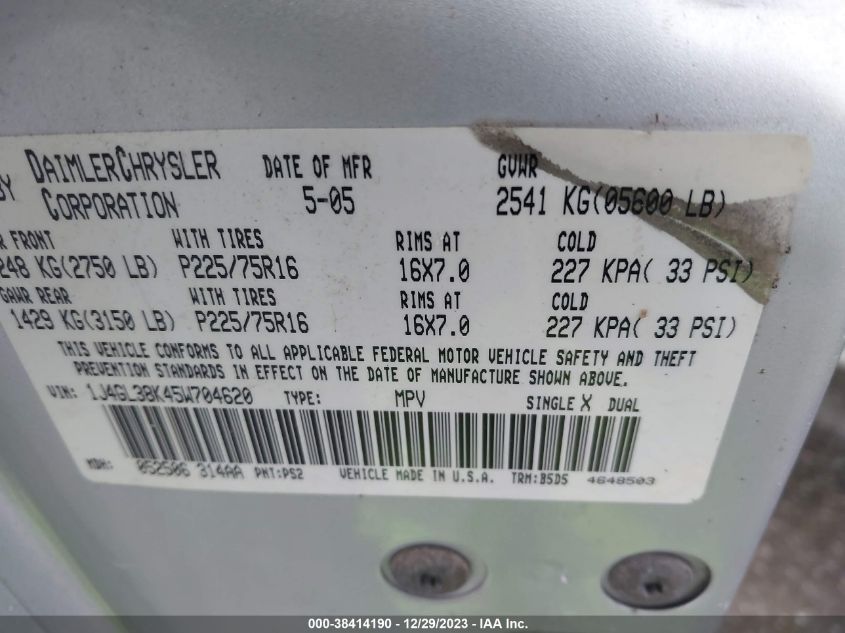 BY DAIMLERCHRYSLER CORPORATION
DATE OF MFR 5-05
GVWR 2541 KG(05600 LB)
R FRONT WITH TIRES RIMS AT COLD
248 KG(2750 LB) P225/75R16 16X7.0 227 KPA( 33 PSI)
GAWR REAR WITH TIRES RIMS AT COLD
1429 KG(3150 LB) P225/75R16 16X7.0 227 KPA( 33 PSI)
THIS VEHICLE CONFORMS TO ALL APPLICABLE FEDERAL MOTOR VEHICLE SAFETY AND THEFT
PREVENTION STANDARDS IN EFFECT ON THE DATE OF MANUFACTURE SHOWN ABOVE.
VIN: 1J4GL38K45W704620 TYPE: MPV SINGLE X DUAL
MDH: 052506 314AA PNT:PS2 VEHICLE MADE IN U.S.A. TRM:B5D5 4648503
000-38414190 - 12/29/2023 - IAA Inc.